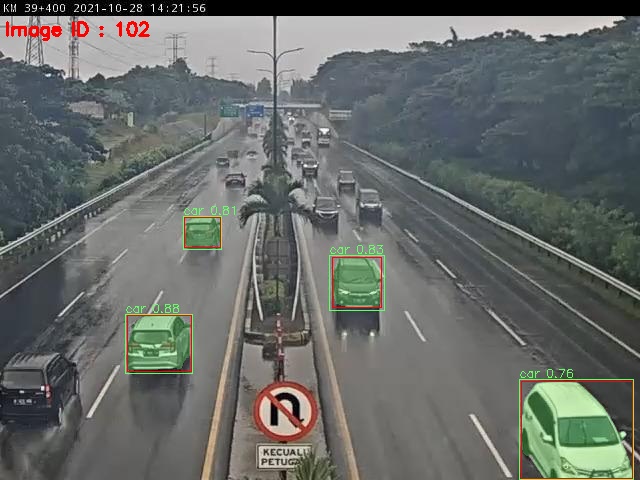 KM 39+400 2021-10-28 14:21:56
Image ID : 102
car 0.81
car 0.83
car 0.88
car 0.76
KECUALI
PETUGAS